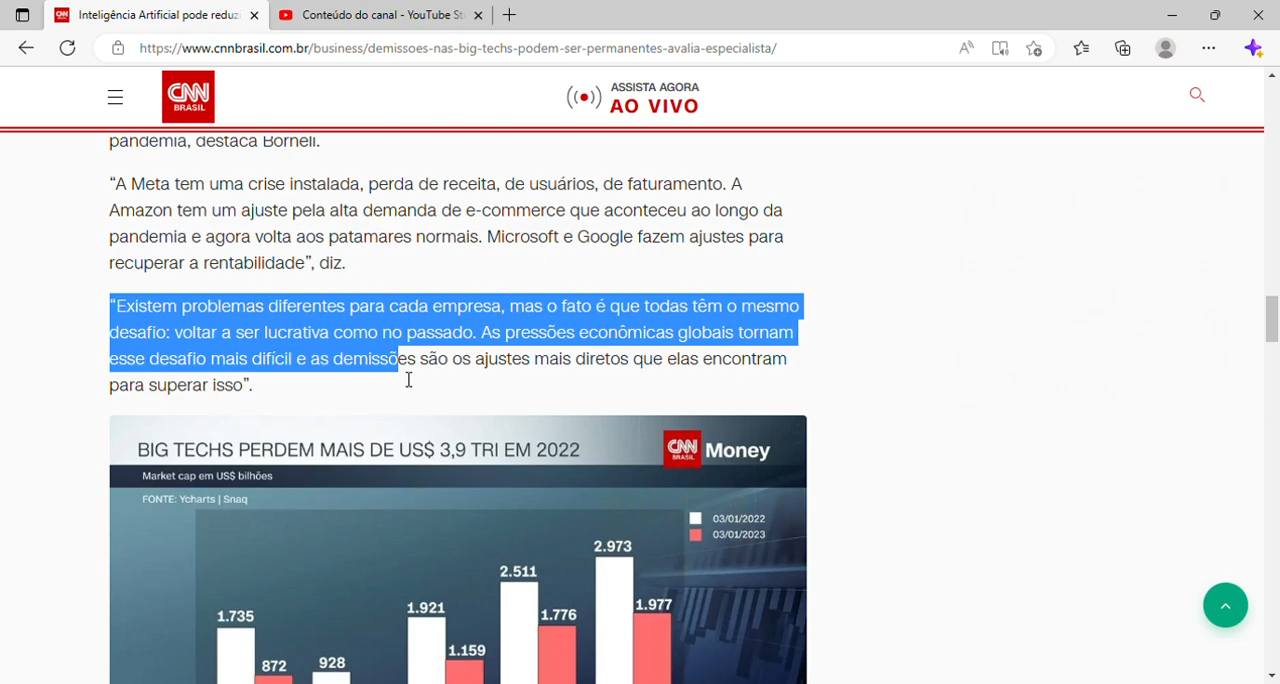 Inteligência Artificial pode reduzi
Conteúdo do canal - YouTube St
https://www.cnnbrasil.com.br/business/demissoes-nas-big-techs-podem-ser-permanentes-avalia-especialista/
CNN
BRASIL
ASSISTA AGORA
AO VIVO
pandemia, destaca Borneli.
“A Meta tem uma crise instalada, perda de receita, de usuários, de faturamento. A
Amazon tem um ajuste pela alta demanda de e-commerce que aconteceu ao longo da
pandemia e agora volta aos patamares normais. Microsoft e Google fazem ajustes para
recuperar a rentabilidade”, diz.
“Existem problemas diferentes para cada empresa, mas o fato é que todas têm o mesmo
desafio: voltar a ser lucrativa como no passado. As pressões econômicas globais tornam
esse desafio mais difícil e as demissões são os ajustes mais diretos que elas encontram
para superar isso”.
BIG TECHS PERDEM MAIS DE US$ 3,9 TRI EM 2022
CNN
BRASIL
Money
Market cap em US$ bilhões
FONTE: Ycharts | Snaq
03/01/2022
03/01/2023
2.973
2.511
1.977
1.921
1.776
1.735
1.159
928
872